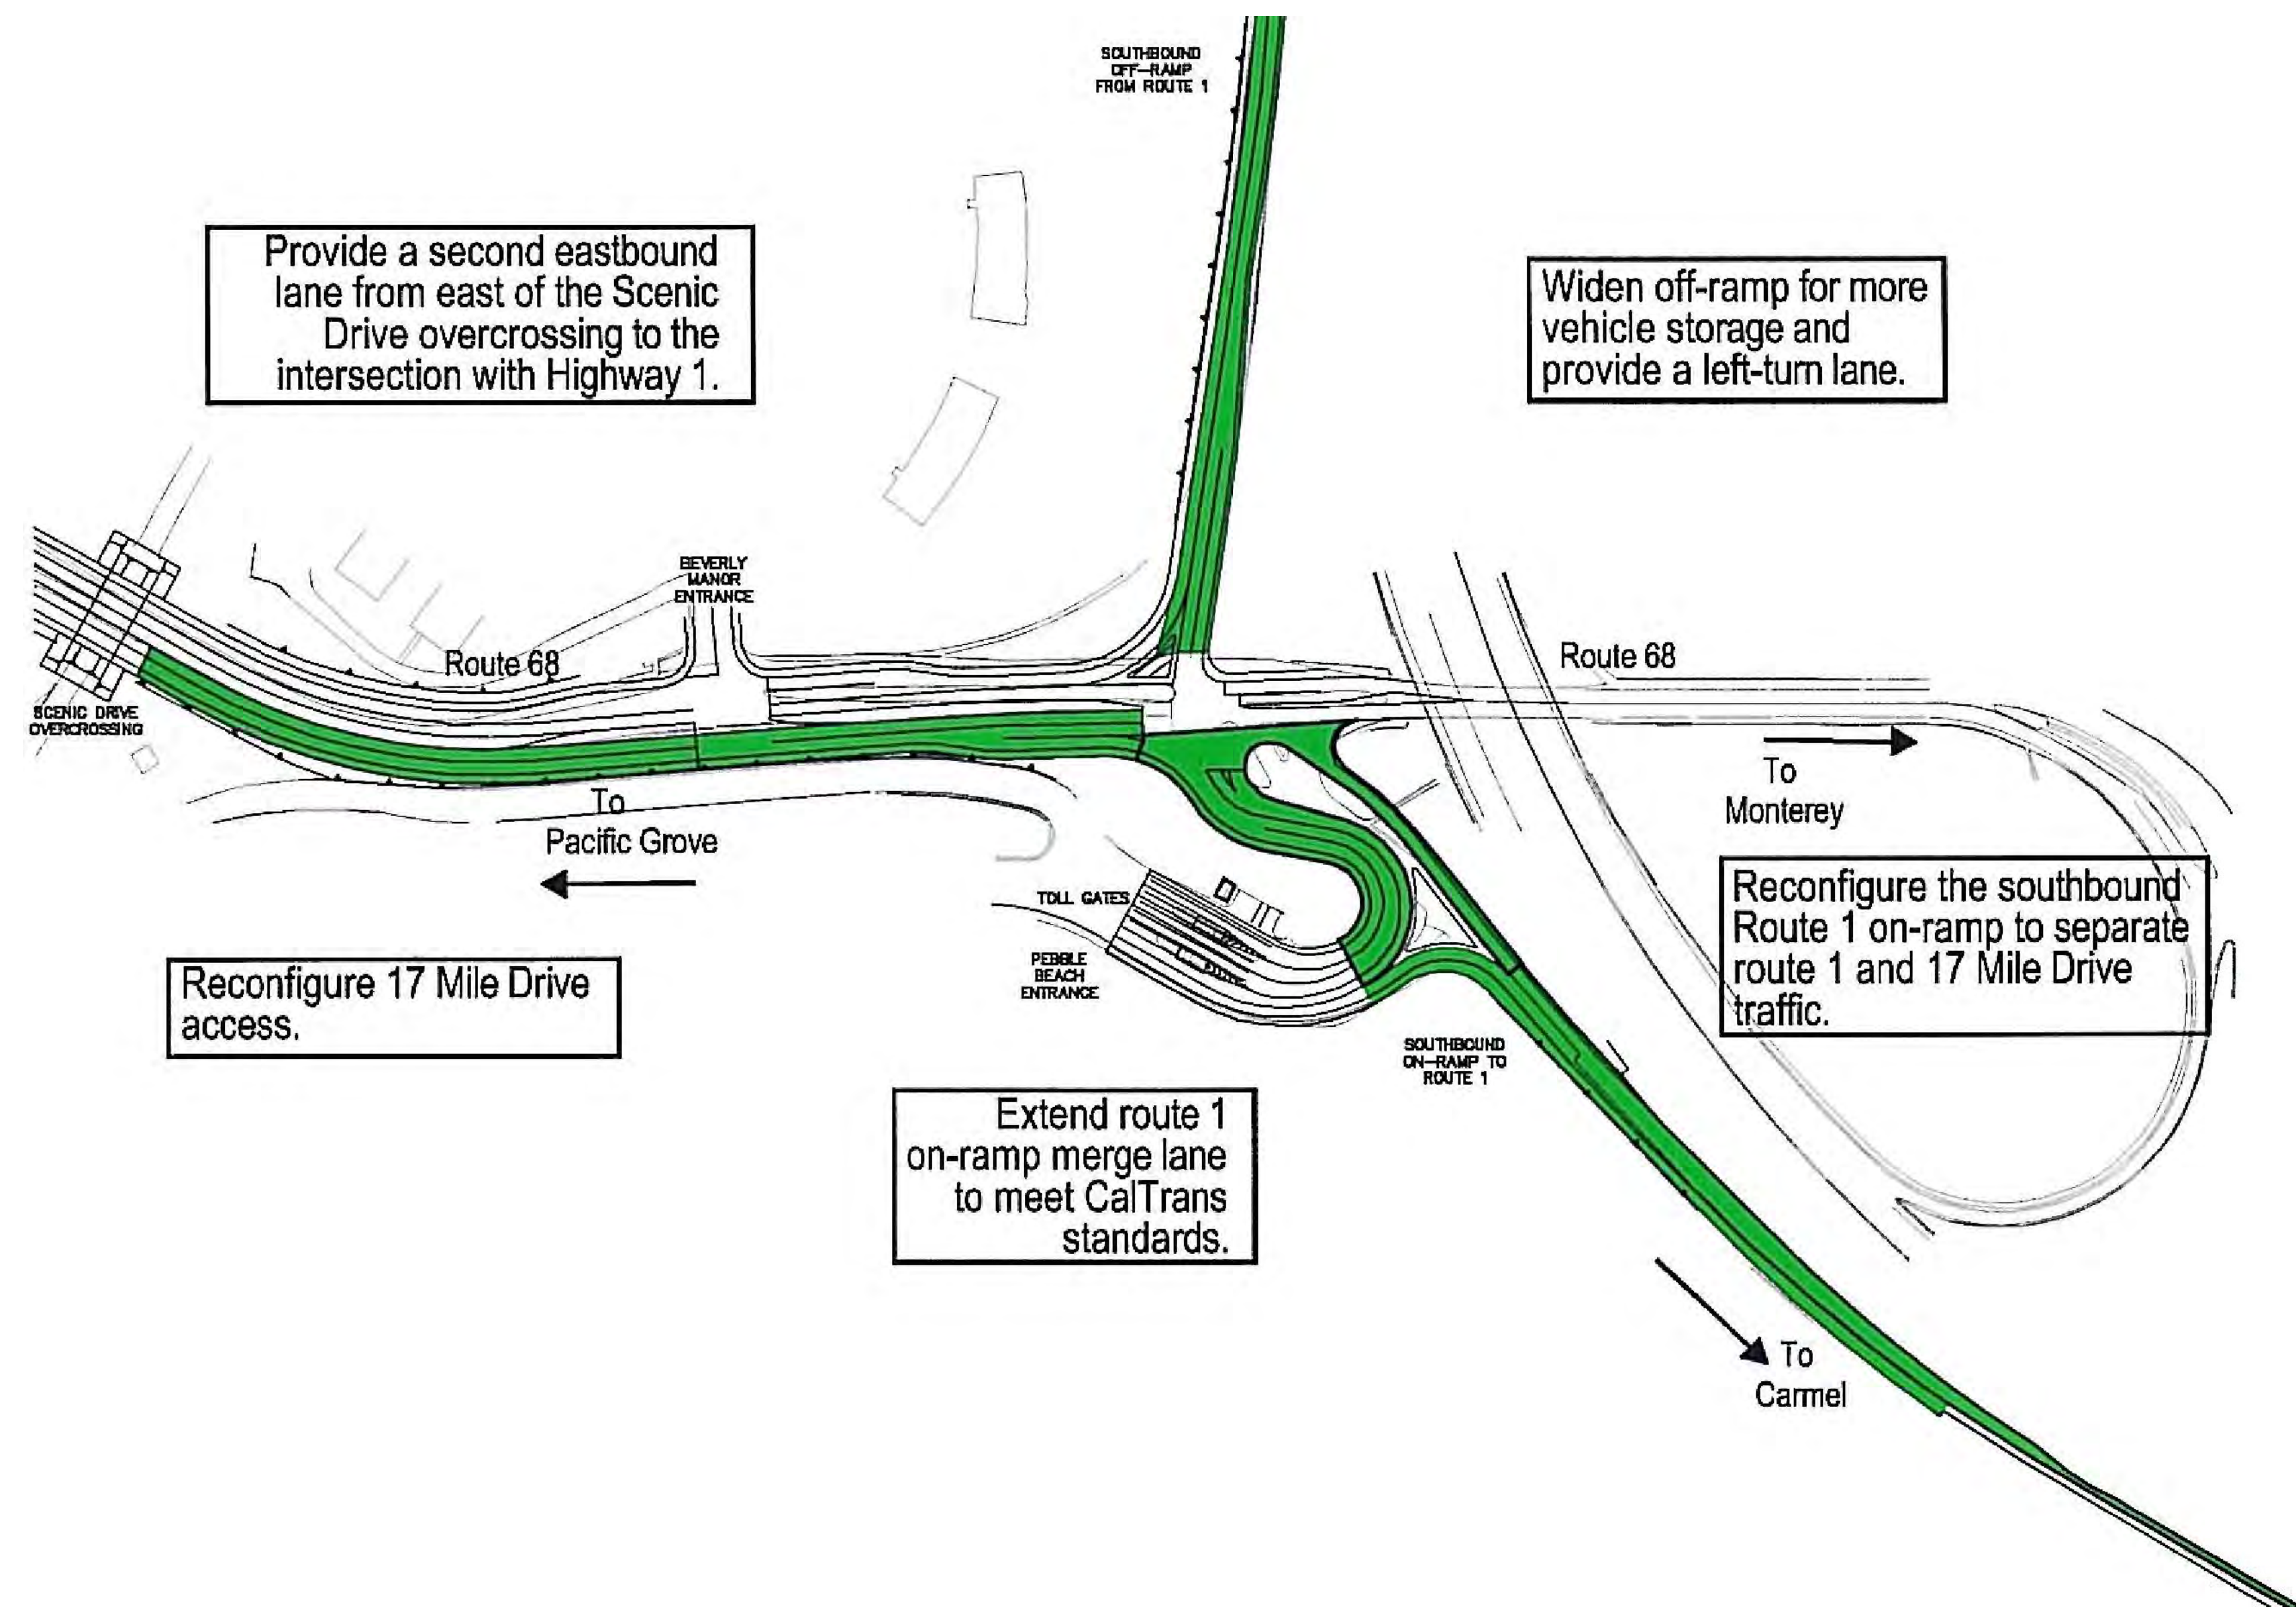 SOUTHBOUND
OFF-RAMP
FROM ROUTE 1
Provide a second eastbound
lane from east of the Scenic
Drive overcrossing to the
intersection with Highway 1.
Widen off-ramp for more
vehicle storage and
provide a left-turn lane.
BEVERLY
MANOR
ENTRANCE
Route 68
Route 68
SCENIC DRIVE
OVERCROSSING
To
Pacific Grove
To
Monterey
TOLL GATES
PEBBLE
BEACH
ENTRANCE
Reconfigure the southbound
Route 1 on-ramp to separate
route 1 and 17 Mile Drive
traffic.
Reconfigure 17 Mile Drive
access.
SOUTHBOUND
ON-RAMP TO
ROUTE 1
Extend route 1
on-ramp merge lane
to meet CalTrans
standards.
To
Carmel